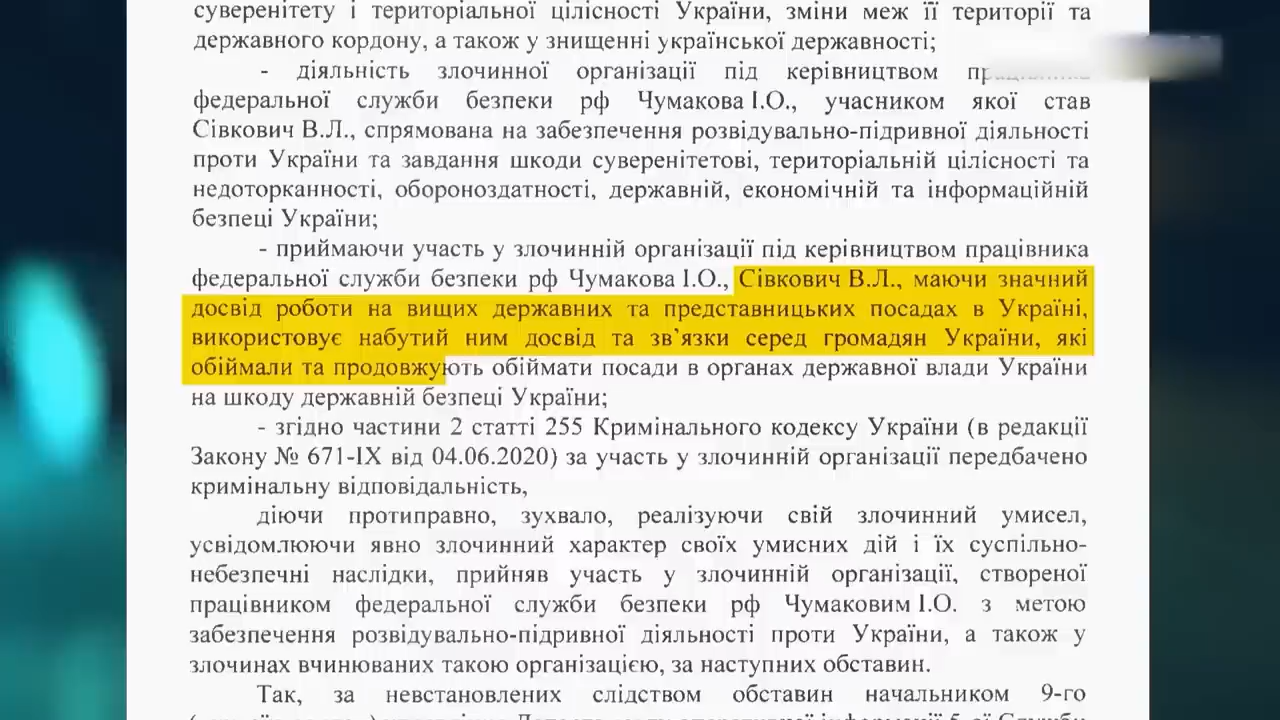 суверенітету і територіальної цілісності України, зміни меж її території та
державного кордону, а також у знищенні української державності;
- діяльність злочинної організації під керівництвом
федеральної служби безпеки рф Чумакова І.О., учасником якої став
Сівкович В.Л., спрямована на забезпечення розвідувально-підривної діяльності
проти України та завдання шкоди суверенітетові, територіальній цілісності та
недоторканності, обороноздатності, державній, економічній та інформаційній
безпеці України;
- приймаючи участь у злочинній організації під керівництвом працівника
федеральної служби безпеки рф Чумакова І.О., Сівкович В.Л., маючи значний
досвід роботи на вищих державних та представницьких посадах в Україні,
використовує набутий ним досвід та зв`язки серед громадян України, які
обіймали та продовжують обіймати посади в органах державної влади України
на шкоду державній безпеці України;
- згідно частини 2 статті 255 Кримінального кодексу України (в редакції
Закону № 671-ІХ від 04.06.2020) за участь у злочинній організації передбачено
кримінальну відповідальність,
діючи протиправно, зухвало, реалізуючи свій злочинний умисел,
усвідомлюючи явно злочинний характер своїх умисних дій і їх суспільно-
небезпечні наслідки, прийняв участь у злочинній організації, створеної
працівником федеральної служби безпеки рф Чумаковим І.О. з метою
забезпечення розвідувально-підривної діяльності проти України, а також у
злочинах вчинюваних такою організацією, за наступних обставин.
Так, за невстановлених слідством обставин начальником 9-го